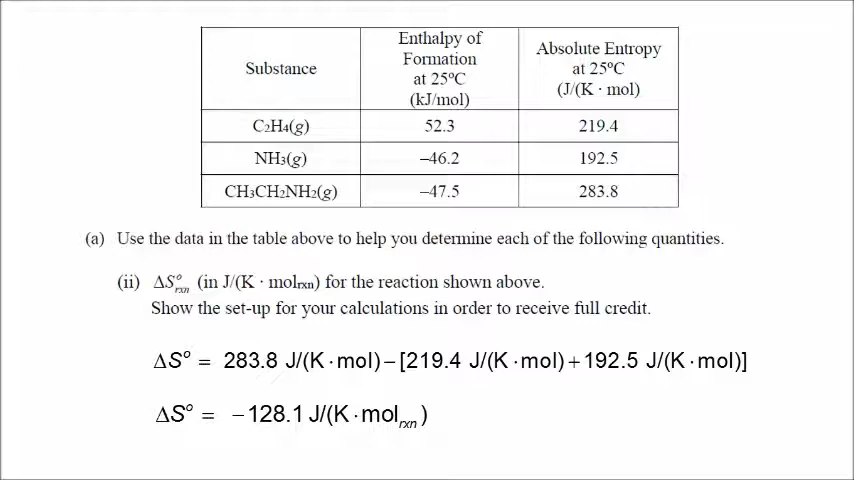 Substance
Enthalpy of
Formation
at 25°C
(kJ/mol)
Absolute Entropy
at 25°C
(J/(K · mol)
C₂H₄(g) 52.3 219.4
NH₃(g) –46.2 192.5
CH₃CH₂NH₂(g) –47.5 283.8
(a) Use the data in the table above to help you determine each of the following quantities.
(ii) ΔS°rxn (in J/(K · molrxn) for the reaction shown above.
Show the set-up for your calculations in order to receive full credit.
ΔS° = 283.8 J/(K·mol)–[219.4 J/(K·mol)+192.5 J/(K·mol)]
ΔS° = –128.1 J/(K·molrxn)